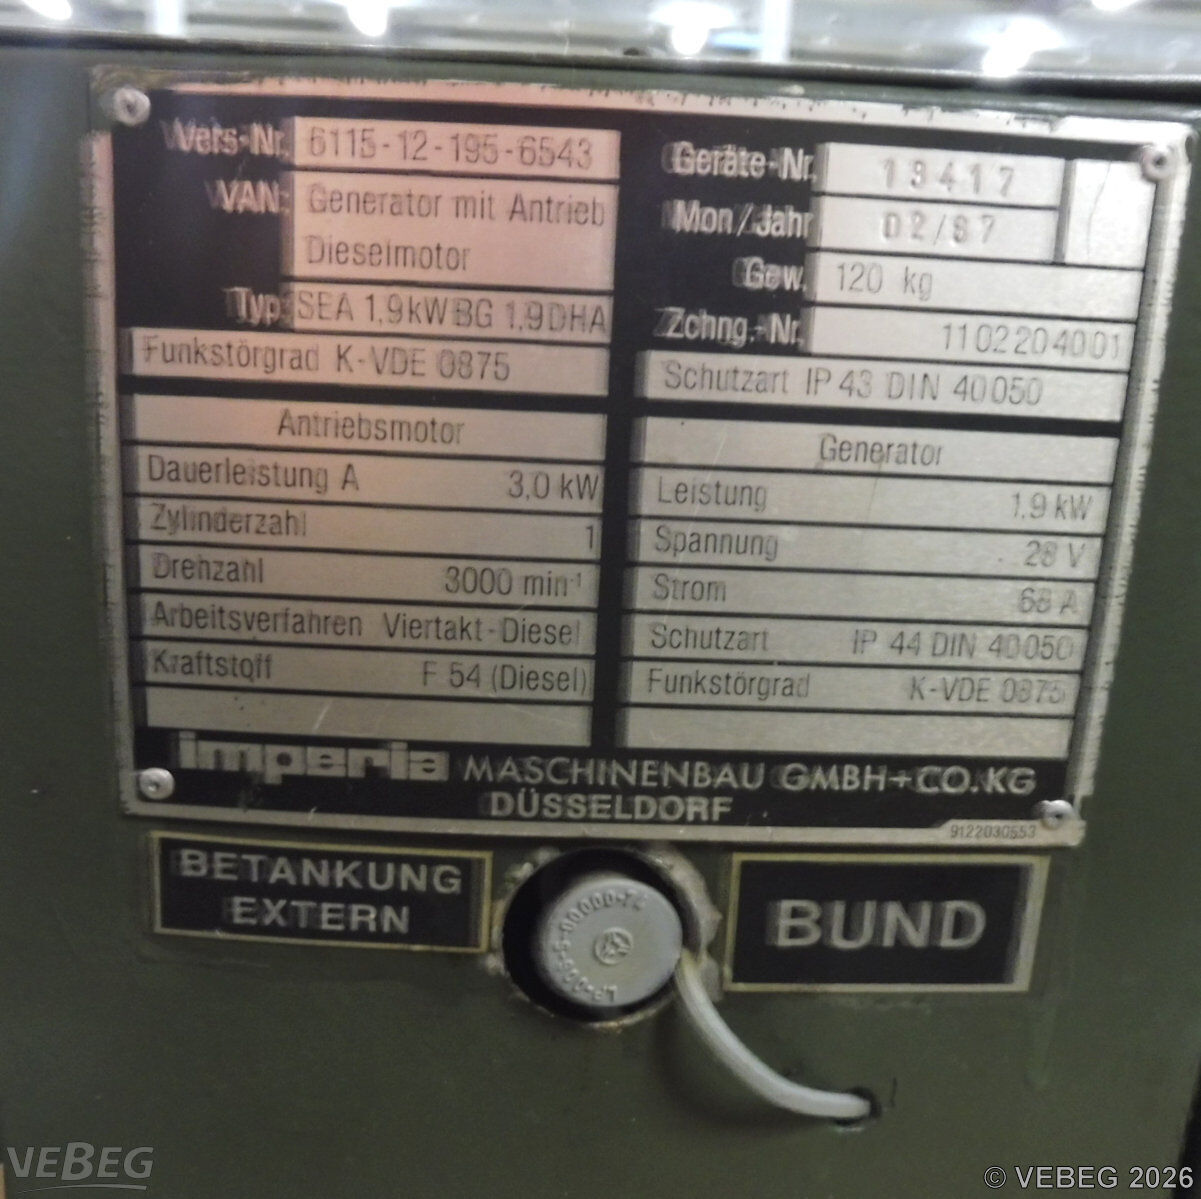 Vers-Nr. 6115-12-195-6543
VAN: Generator mit Antrieb
Dieselmotor
Typ: SEA 1,9kW BG 1,9DHA
Funkstörgrad K-VDE 0875
Geräte-Nr. 19417
Mon/Jahr 02/87
Gew. 120 kg
Zchng.-Nr. 1102204001
Schutzart IP 43 DIN 40050
Antriebsmotor
Dauerleistung A 3,0 kW
Zylinderzahl 1
Drehzahl 3000 min⁻¹
Arbeitsverfahren Viertakt-Diesel
Kraftstoff F 54 (Diesel)
Generator
Leistung 1,9 kW
Spannung 28 V
Strom 68 A
Schutzart IP 44 DIN 40050
Funkstörgrad K-VDE 0875
imperia MASCHINENBAU GMBH+CO.KG
DÜSSELDORF
9122030553
BETANKUNG
EXTERN
BUND
VEBEG
© VEBEG 2026